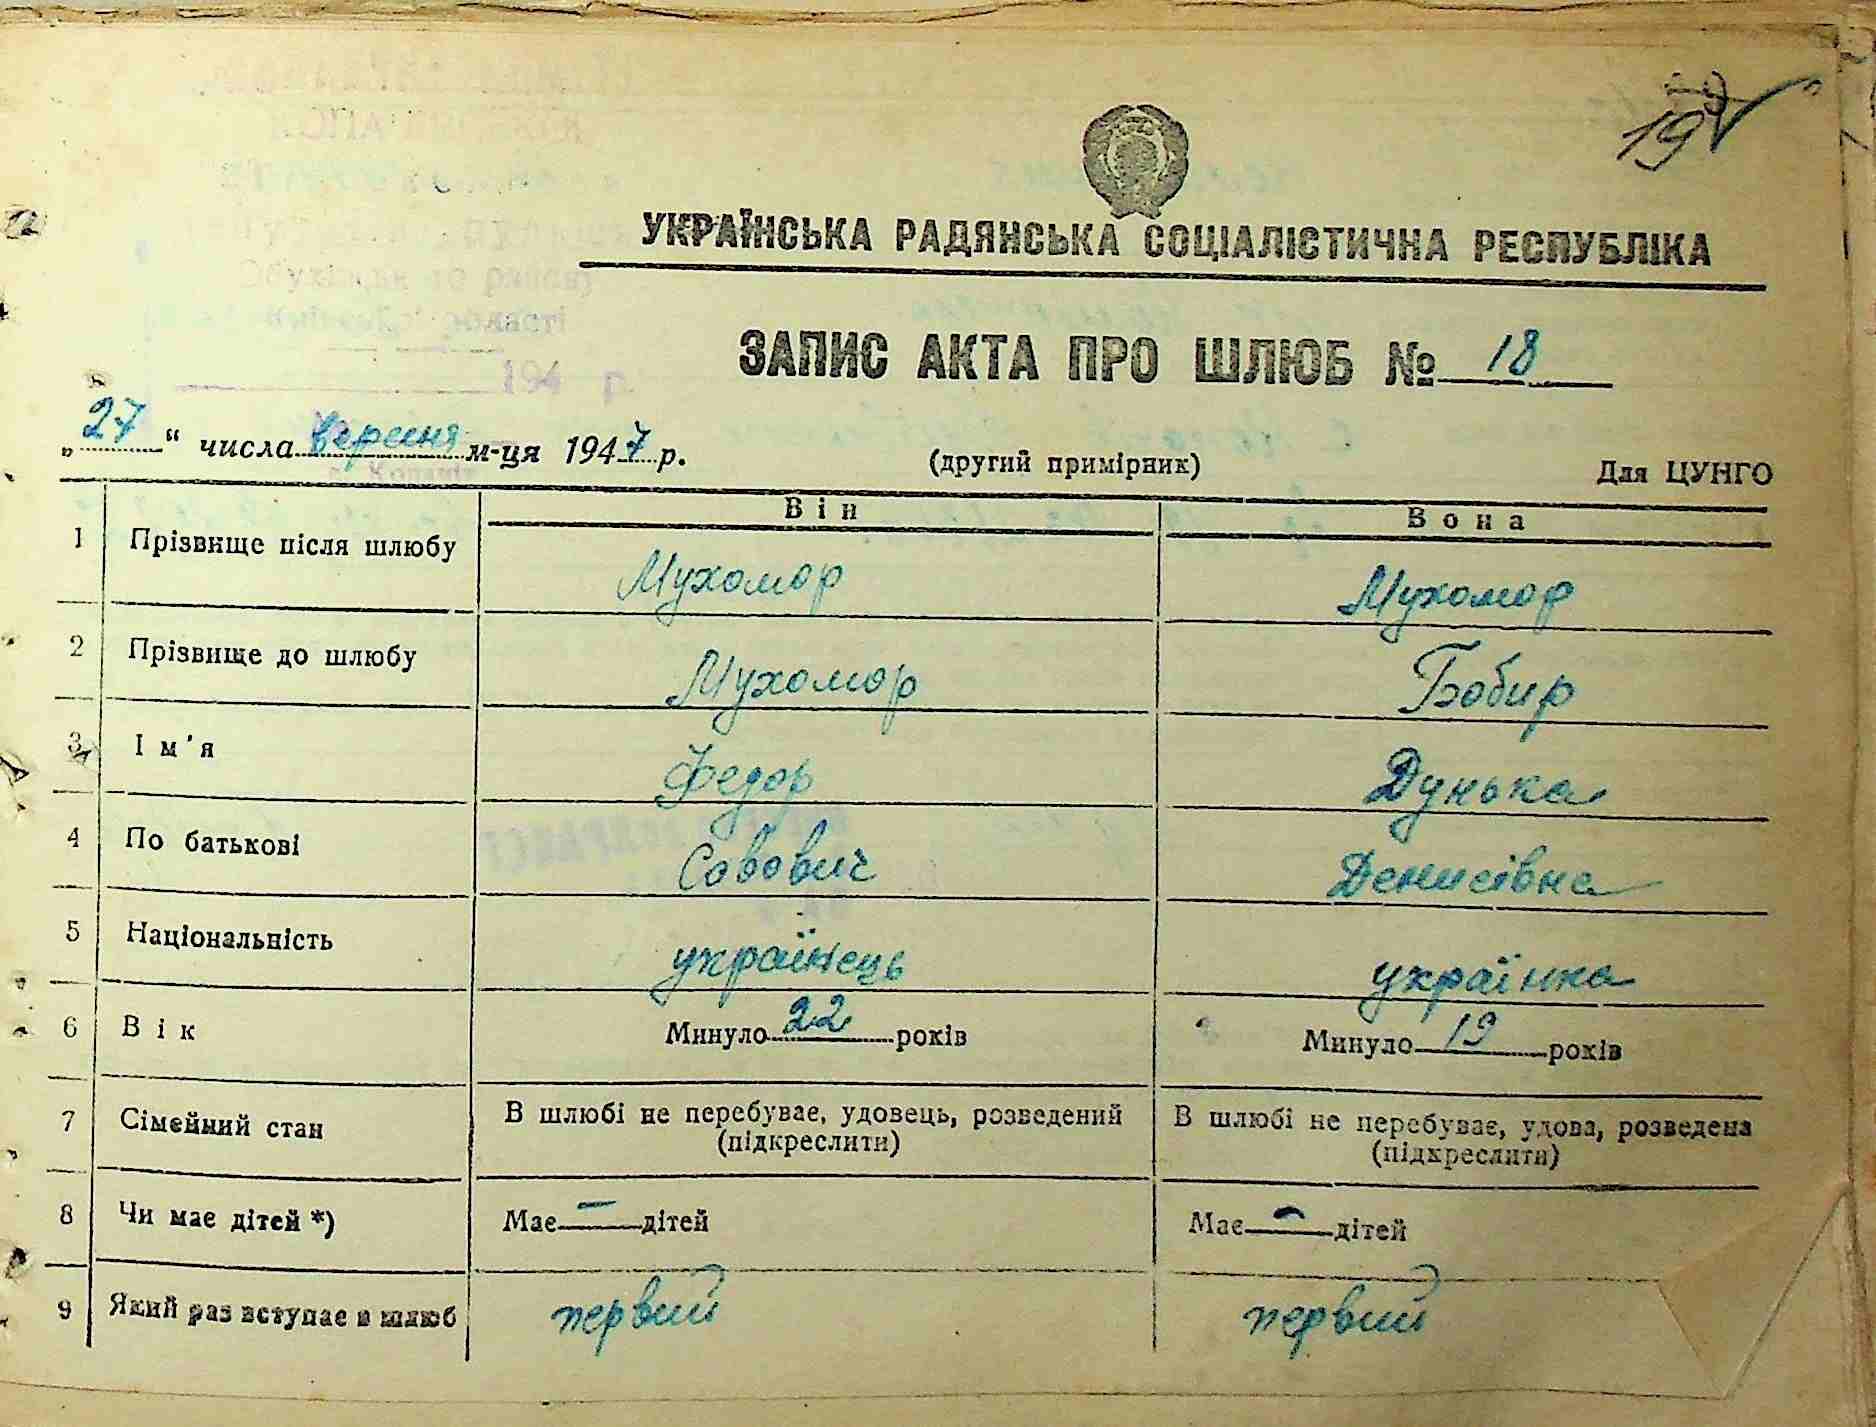 19
УКРАЇНСЬКА РАДЯНСЬКА СОЦІАЛІСТИЧНА РЕСПУБЛІКА
ЗАПИС АКТА ПРО ШЛЮБ № 18
„27“ числа вересня м-ця 1947 р. (другий примірник) Для ЦУНГО
Він Вона
1 Прізвище після шлюбу Мухомор Мухомор
2 Прізвище до шлюбу Мухомор Бобир
3 Ім'я Федор Дунька
4 По батькові Савович Денисівна
5 Національність українець українка
6 Вік Минуло 22 років Минуло 19 років
7 Сімейний стан В шлюбі не перебуває, удовець, розведений В шлюбі не перебуває, удова, розведена
(підкреслити) (підкреслити)
8 Чи має дітей *) Має — дітей Має — дітей
9 Який раз вступає в шлюб первий первий